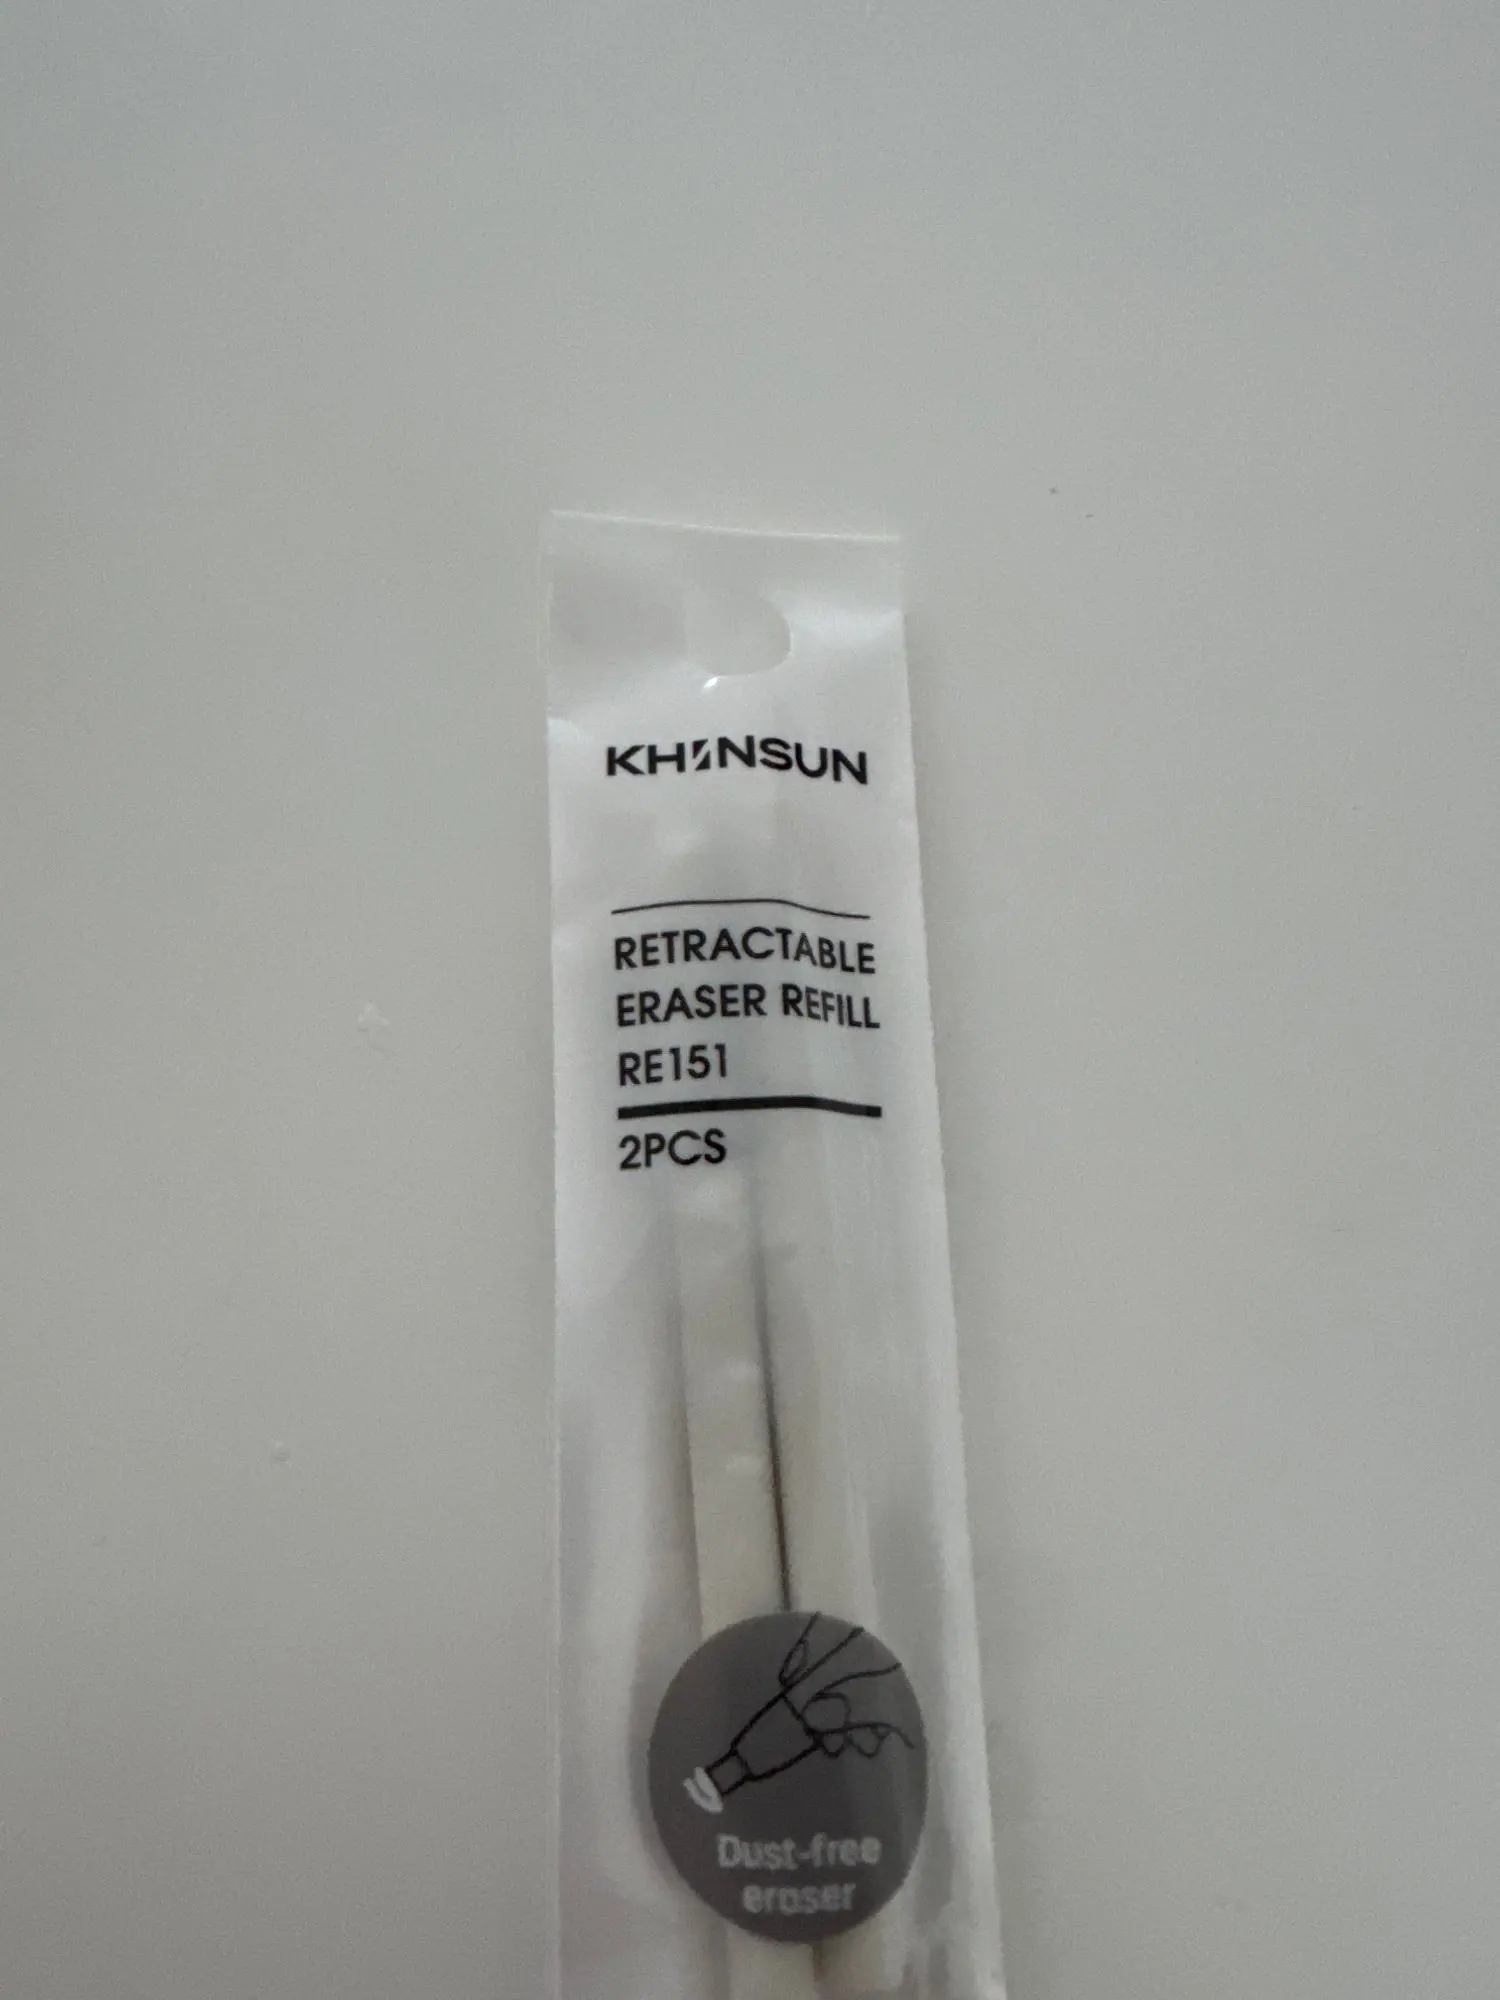 KHINSUN
RETRACTABLE
ERASER REFILL
RE151
2PCS
Dust-free
eraser